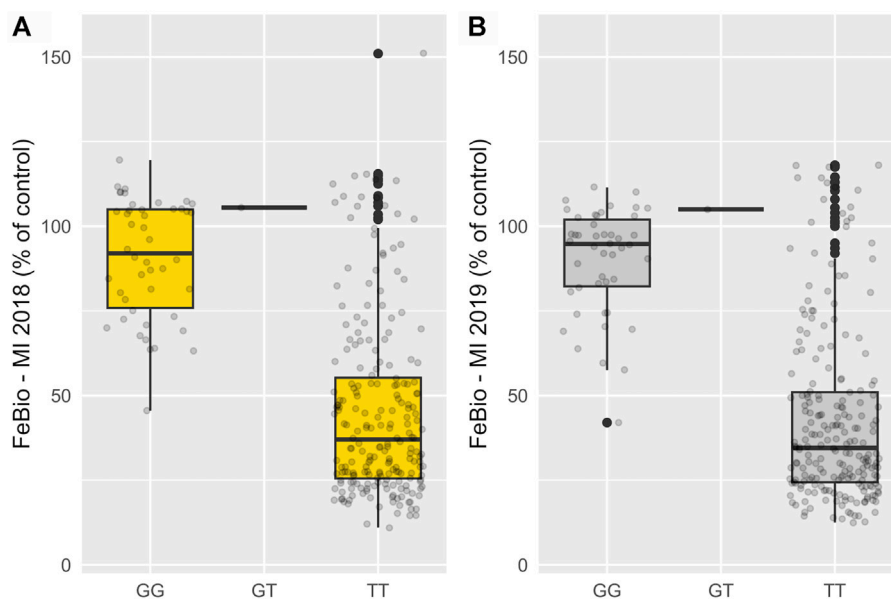 A
FeBio - MI 2018 (% of control)
150
100
50
0
GG GT TT
B
FeBio - MI 2019 (% of control)
150
100
50
0
GG GT TT